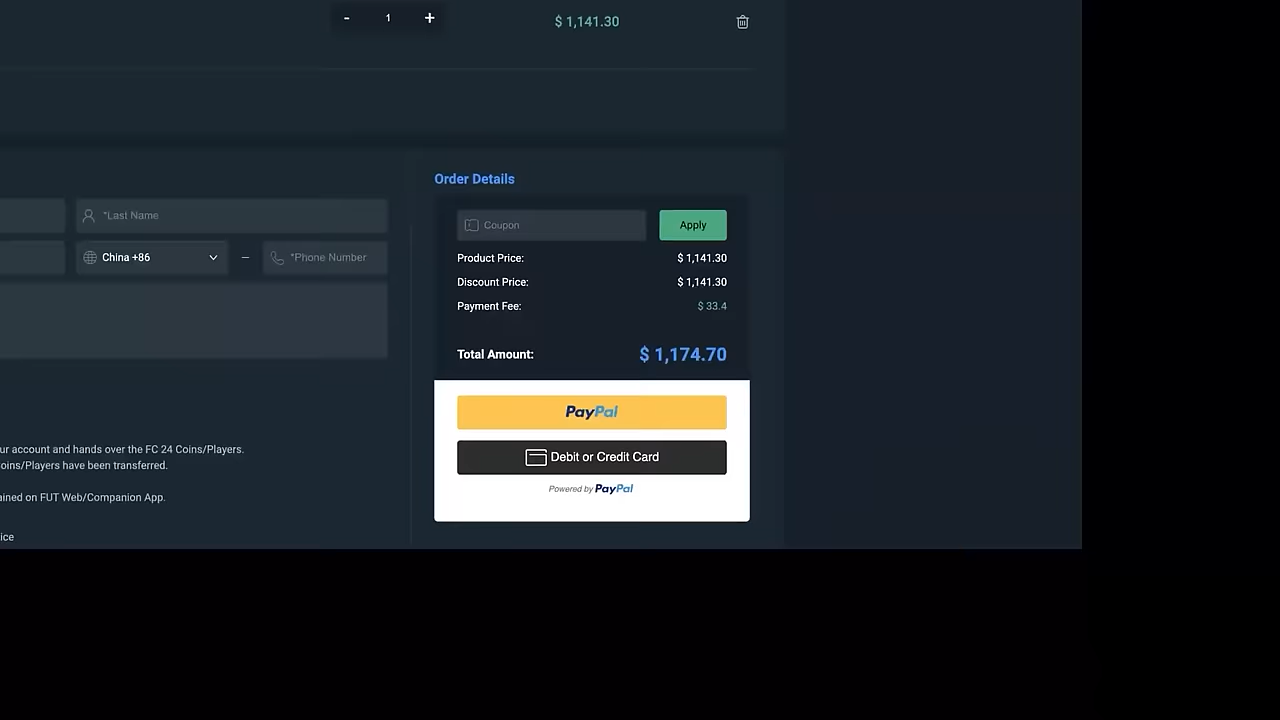 - 1 + $ 1,141.30
Order Details
*Last Name
Coupon Apply
China +86 – *Phone Number
Product Price: $ 1,141.30
Discount Price: $ 1,141.30
Payment Fee: $ 33.4
Total Amount: $ 1,174.70
PayPal
Debit or Credit Card
Powered by PayPal
ur account and hands over the FC 24 Coins/Players.
oins/Players have been transferred.
ained on FUT Web/Companion App.
ice